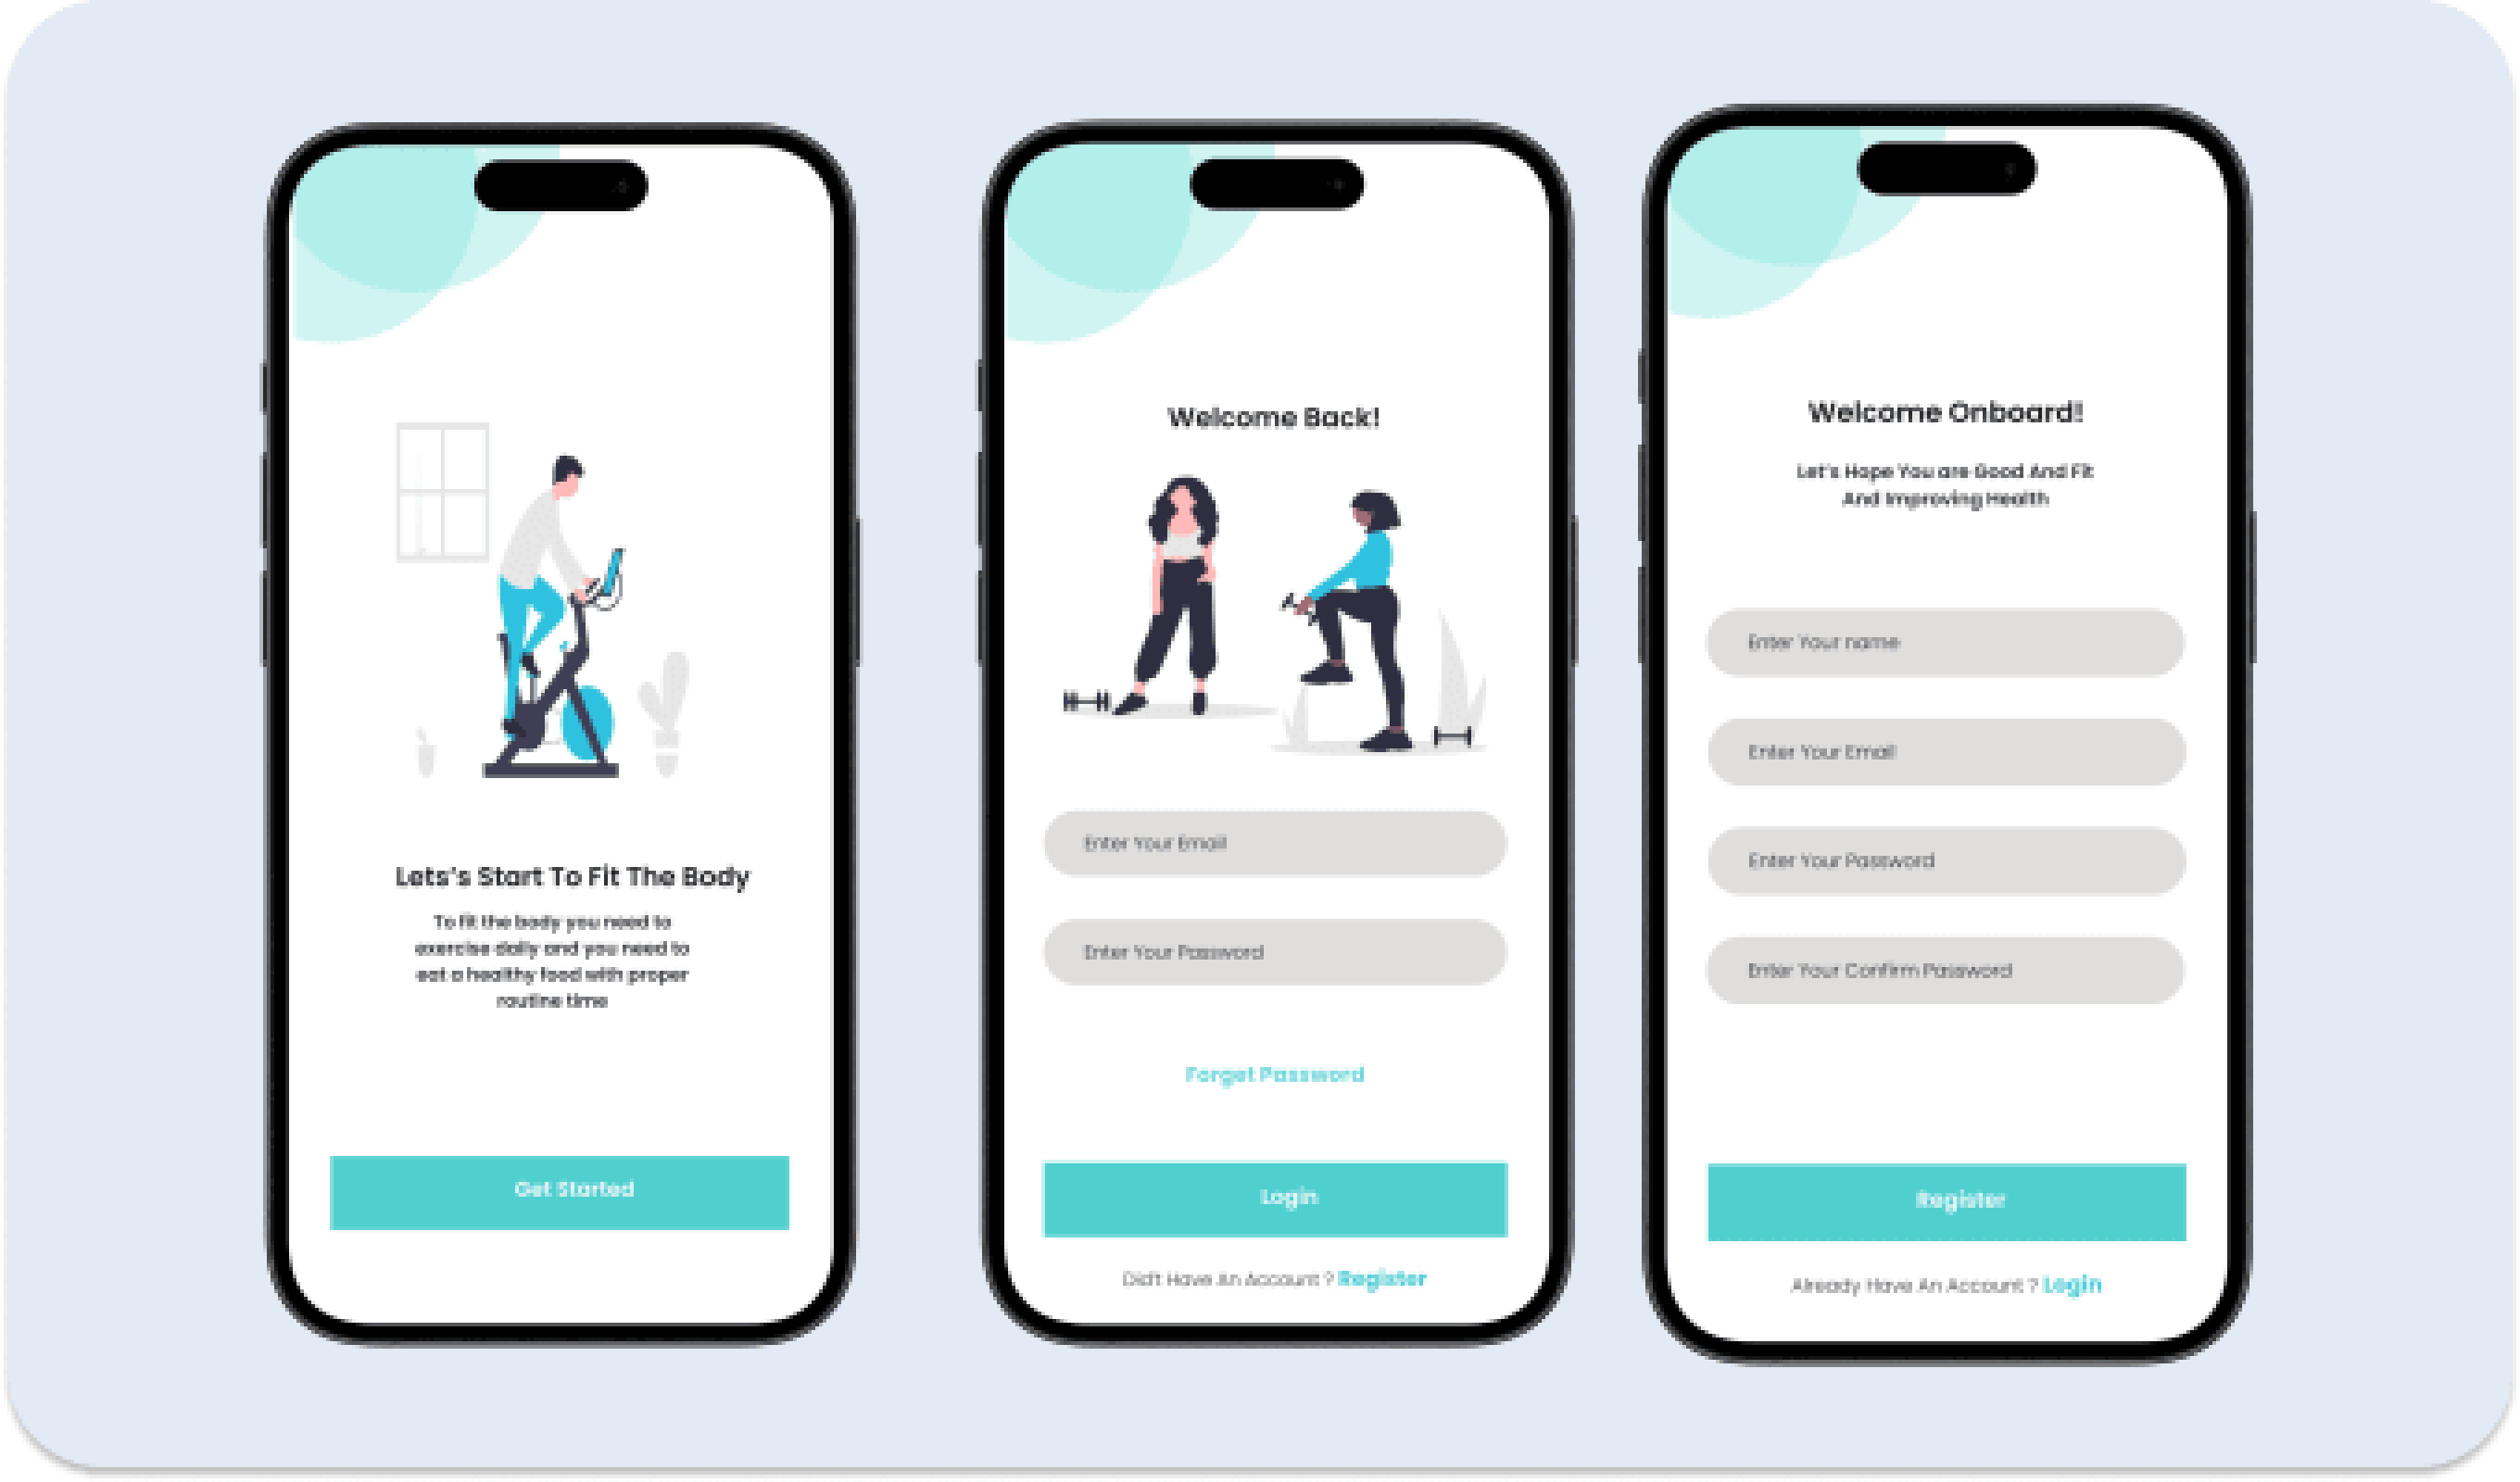 Lets's Start To Fit The Body
To fit the body you need to
exercise daily and you need to
eat a healthy food with proper
routine time
Get Started
Welcome Back!
Enter Your Email
Enter Your Password
Forget Password
Login
Did't Have An Account ? Register
Welcome Onboard!
Let's Hope You are Good And Fit
And Improving Health
Enter Your name
Enter Your Email
Enter Your Password
Enter Your Confirm Password
Register
Already Have An Account ? Login